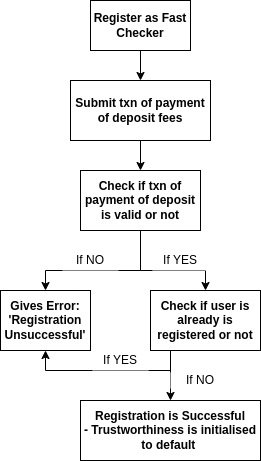 Register as Fast
Checker
Submit txn of payment
of deposit fees
Check if txn of
payment of deposit
is valid or not
If NO
If YES
Gives Error:
'Registration
Unsuccessful'
Check if user is
already is
registered or not
If YES
If NO
Registration is Successful
- Trustworthiness is initialised
to default